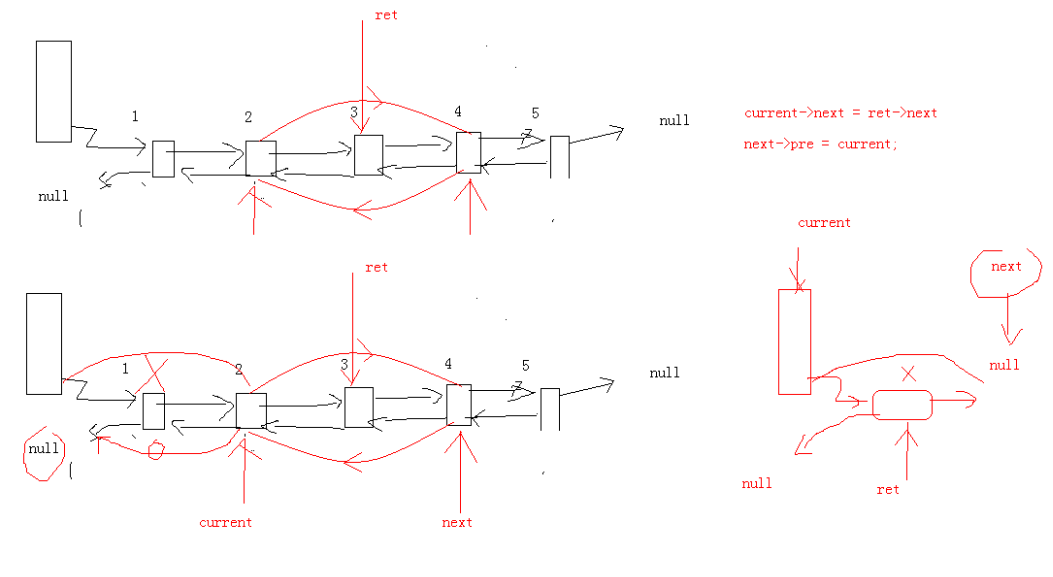 ret
1
2
3
4
5
null
null
current->next = ret->next
next->pre = current;
ret
1
2
3
4
5
null
null
current
next
current
next
null
null
ret